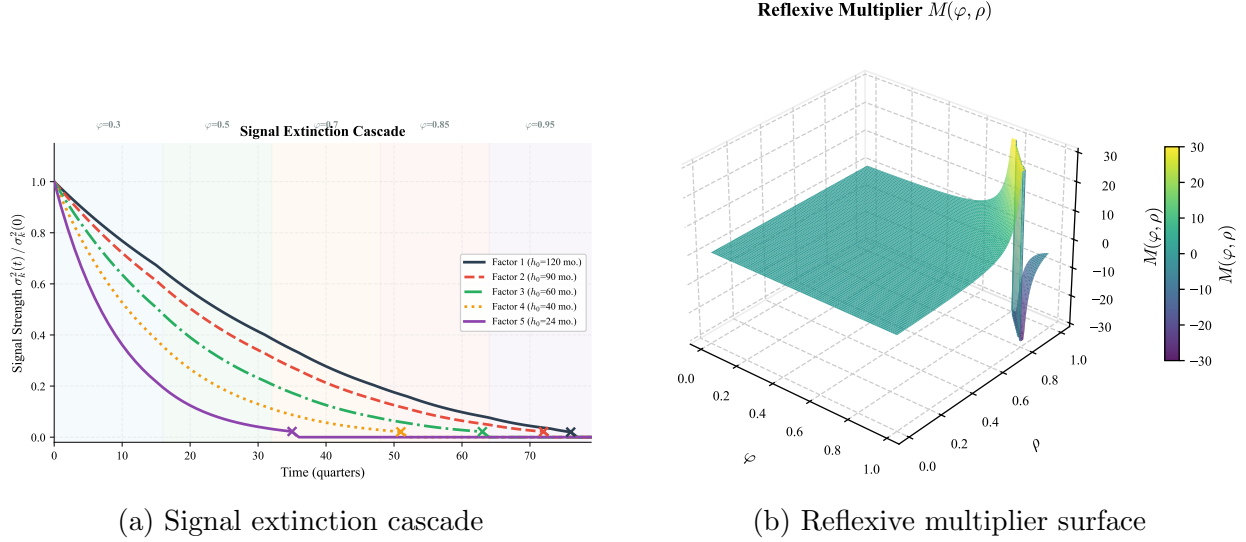 Reflexive Multiplier M(φ, ρ)
φ=0.3 φ=0.5 φ=0.7 φ=0.85 φ=0.95
Signal Extinction Cascade
Signal Strength σ²ₖ(t) / σ²ₖ(0)
1.0
0.8
0.6
0.4
0.2
0.0
Factor 1 (h₀=120 mo.)
Factor 2 (h₀=90 mo.)
Factor 3 (h₀=60 mo.)
Factor 4 (h₀=40 mo.)
Factor 5 (h₀=24 mo.)
0 10 20 30 40 50 60 70
Time (quarters)
30
20
10
0
−10
−20
−30
M(φ, ρ)
0.0 0.2 0.4 0.6 0.8 1.0
φ
0.0 0.2 0.4 0.6 0.8 1.0
ρ
30
20
10
0
−10
−20
−30
M(φ, ρ)
(a) Signal extinction cascade
(b) Reflexive multiplier surface